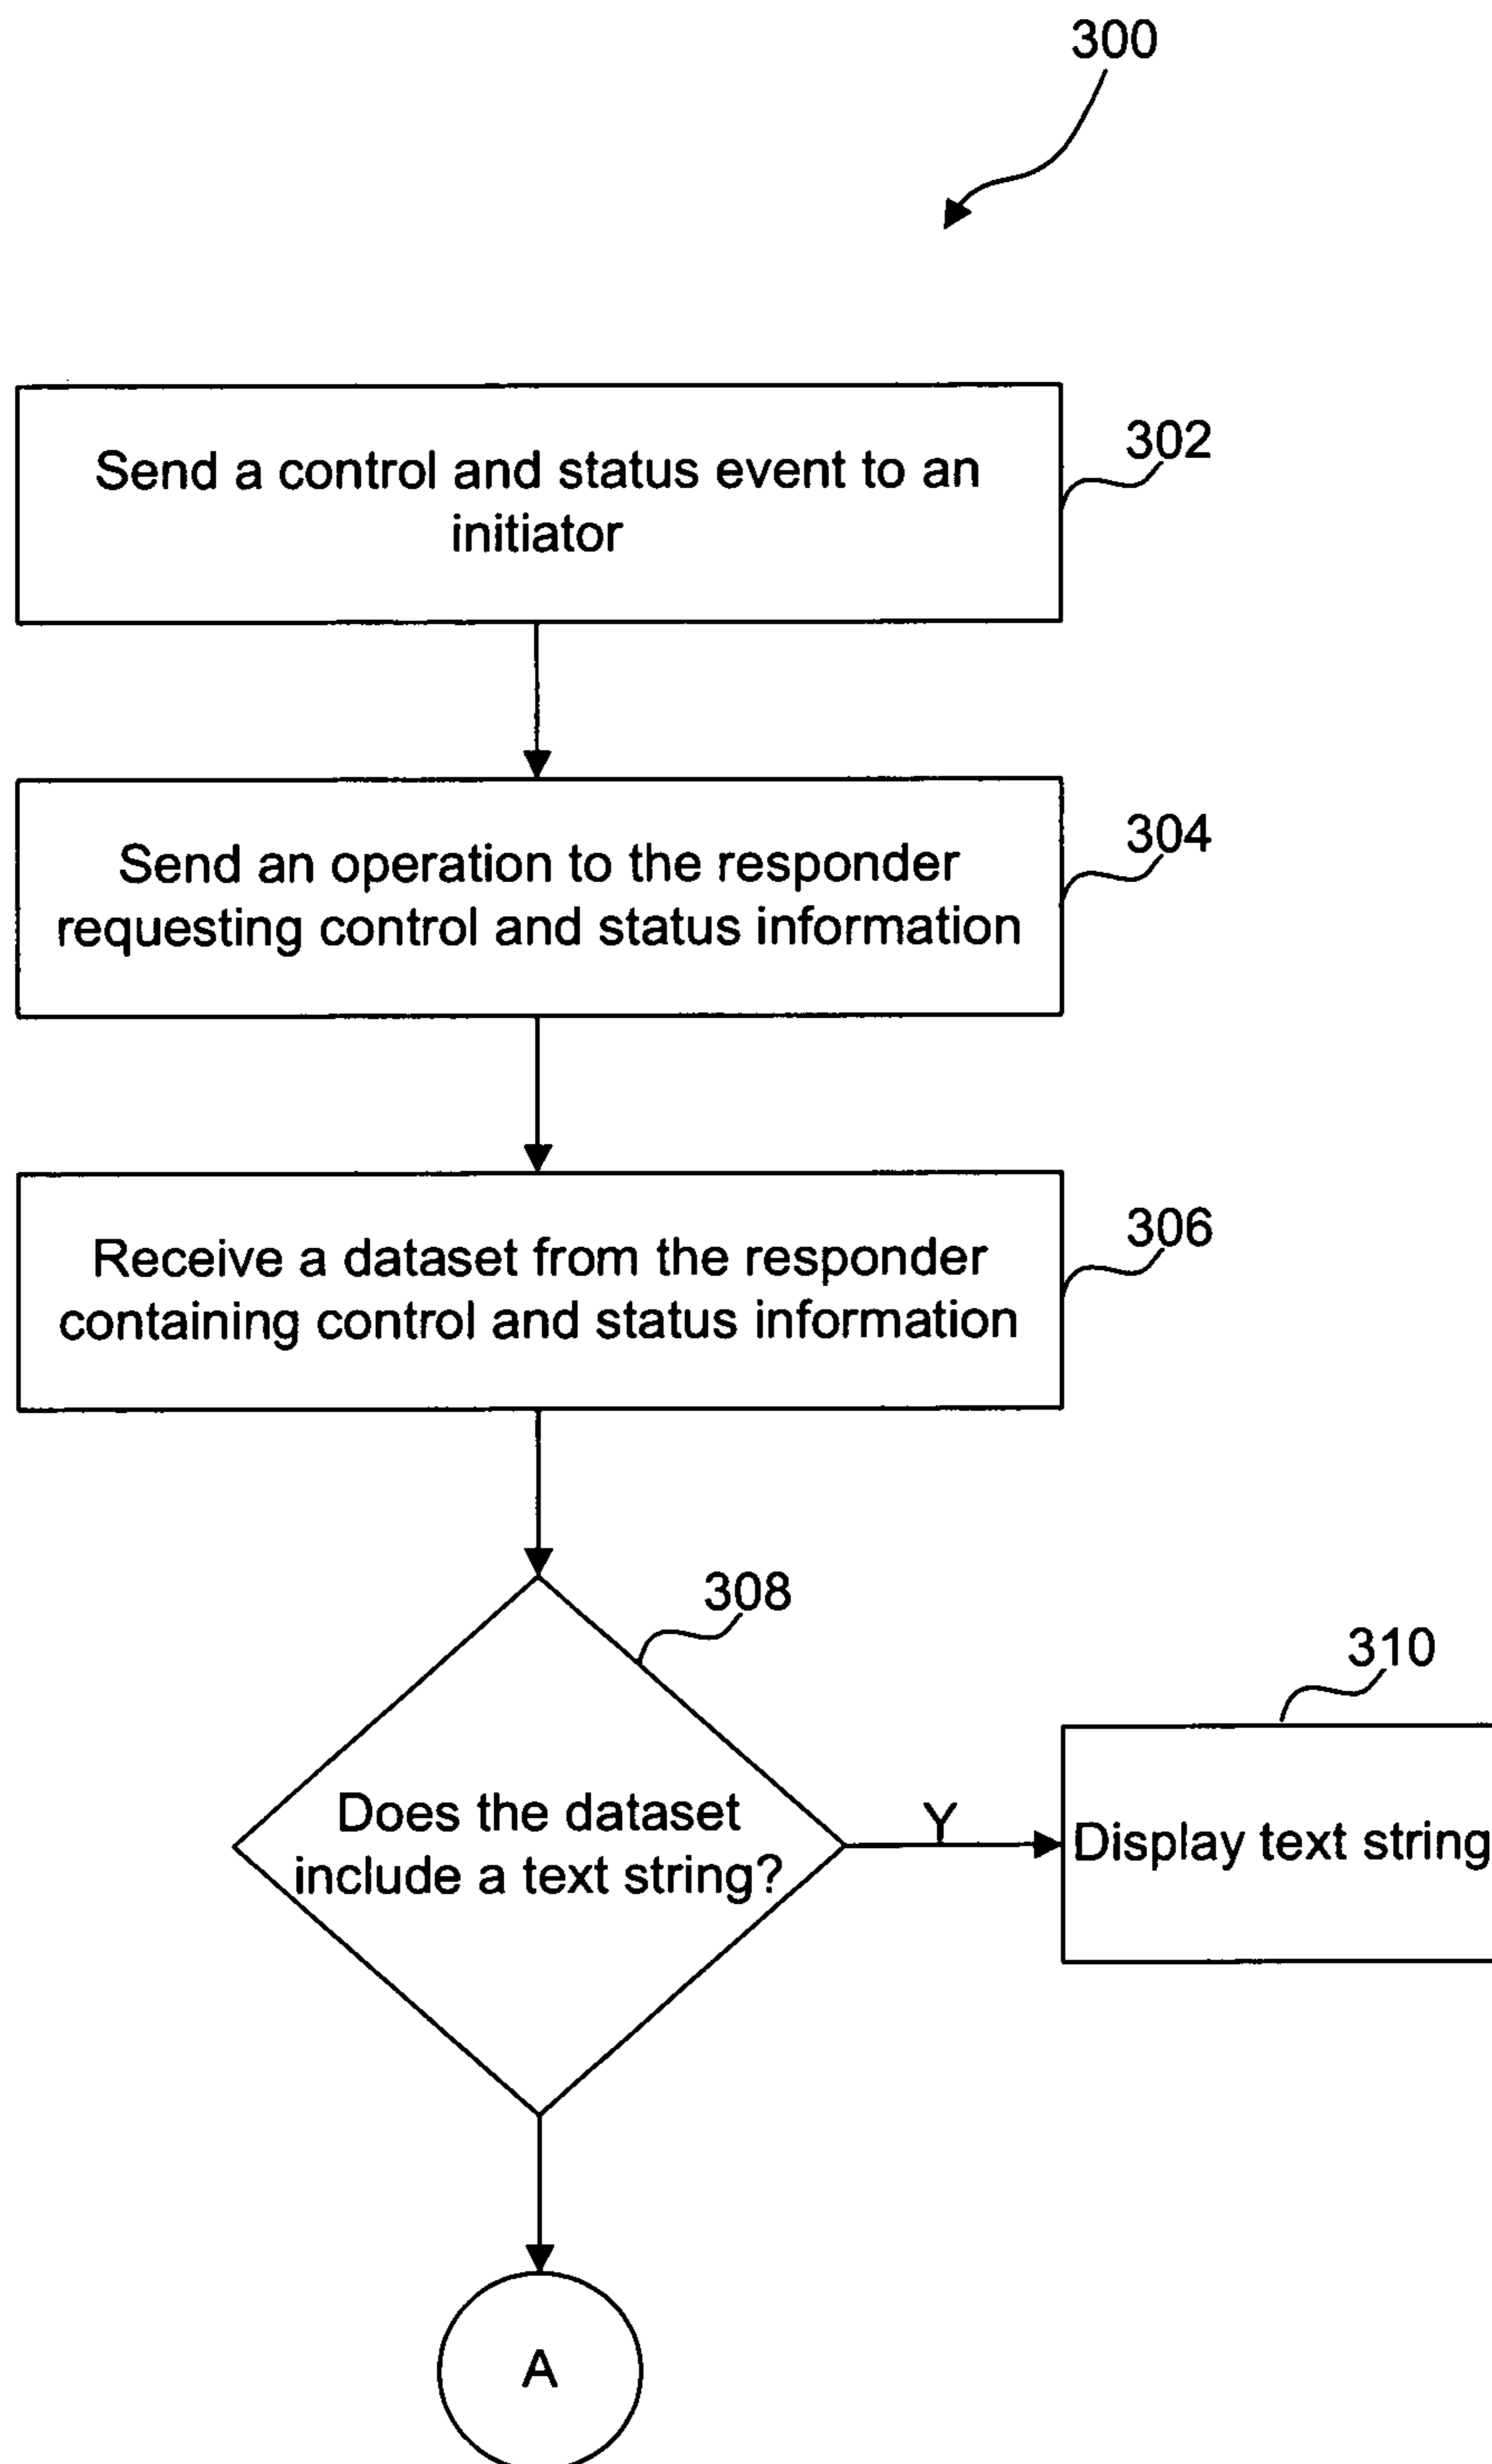 300
Send a control and status event to an
initiator
302
Send an operation to the responder
requesting control and status information
304
Receive a dataset from the responder
containing control and status information
306
308
Does the dataset
include a text string?
Y
310
Display text string
A